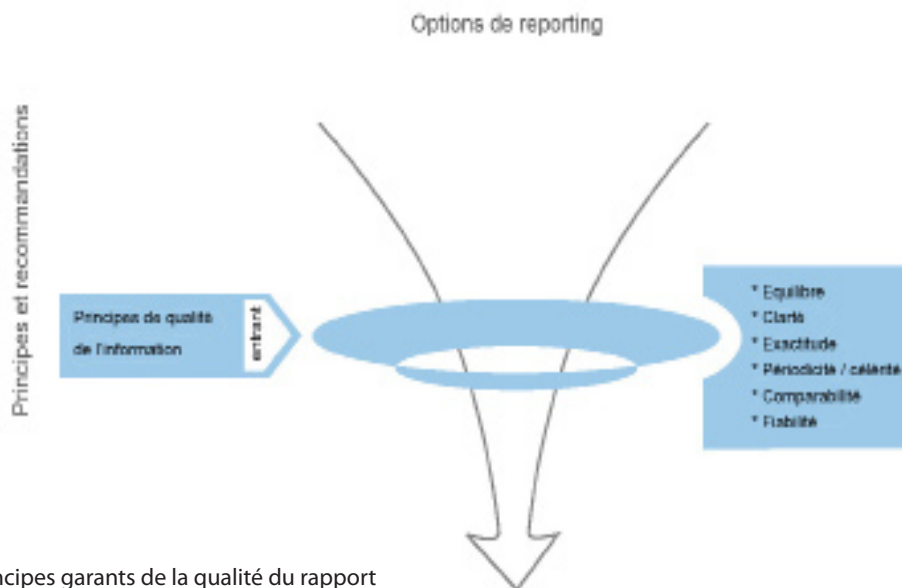 Options de reporting
Principes et recommandations
Principes de qualité
de l'information
entrant
* Equilibre
* Clarté
* Exactitude
* Périodicité / célérité
* Comparabilité
* Fiabilité
ncipes garants de la qualité du rapport